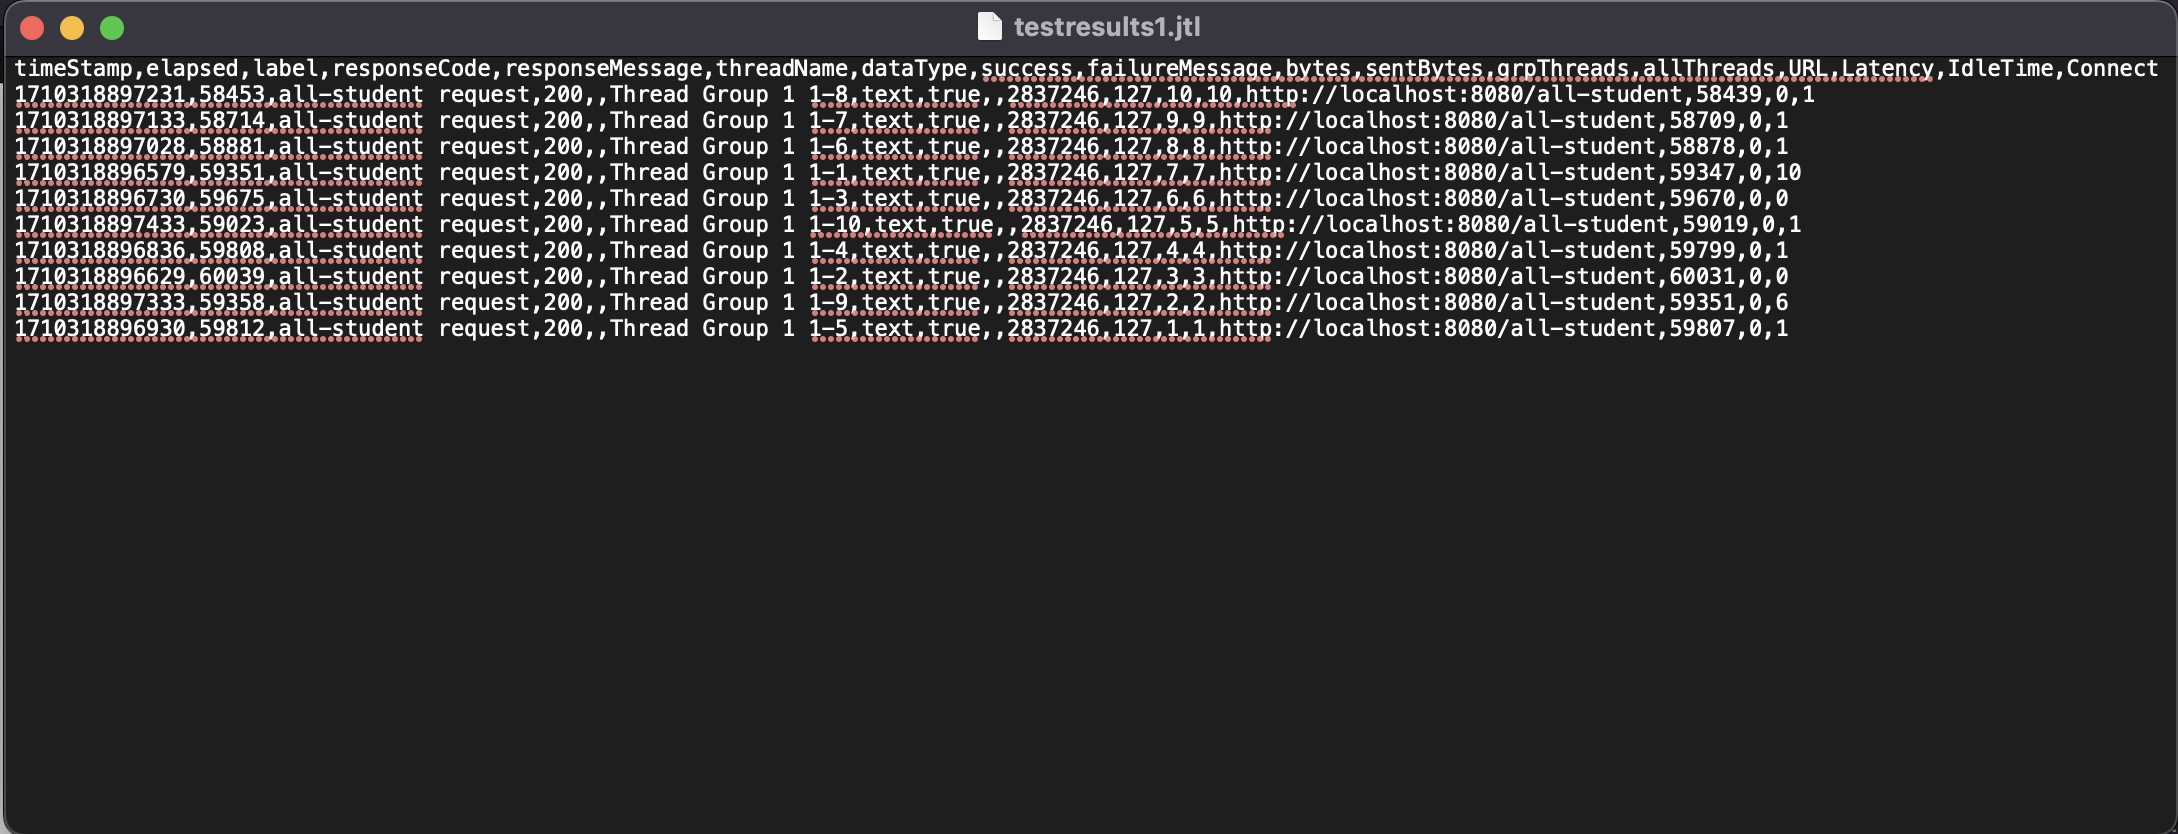 testresults1.jtl
timeStamp,elapsed,label,responseCode,responseMessage,threadName,dataType,success,failureMessage,bytes,sentBytes,grpThreads,allThreads,URL,Latency,IdleTime,Connect
1710318897231,58453,all-student request,200,,Thread Group 1 1-8,text,true,,2837246,127,10,10,http://localhost:8080/all-student,58439,0,1
1710318897133,58714,all-student request,200,,Thread Group 1 1-7,text,true,,2837246,127,9,9,http://localhost:8080/all-student,58709,0,1
1710318897028,58881,all-student request,200,,Thread Group 1 1-6,text,true,,2837246,127,8,8,http://localhost:8080/all-student,58878,0,1
1710318896579,59351,all-student request,200,,Thread Group 1 1-1,text,true,,2837246,127,7,7,http://localhost:8080/all-student,59347,0,10
1710318896730,59675,all-student request,200,,Thread Group 1 1-3,text,true,,2837246,127,6,6,http://localhost:8080/all-student,59670,0,0
1710318897433,59023,all-student request,200,,Thread Group 1 1-10,text,true,,2837246,127,5,5,http://localhost:8080/all-student,59019,0,1
1710318896836,59808,all-student request,200,,Thread Group 1 1-4,text,true,,2837246,127,4,4,http://localhost:8080/all-student,59799,0,1
1710318896629,60039,all-student request,200,,Thread Group 1 1-2,text,true,,2837246,127,3,3,http://localhost:8080/all-student,60031,0,0
1710318897333,59358,all-student request,200,,Thread Group 1 1-9,text,true,,2837246,127,2,2,http://localhost:8080/all-student,59351,0,6
1710318896930,59812,all-student request,200,,Thread Group 1 1-5,text,true,,2837246,127,1,1,http://localhost:8080/all-student,59807,0,1